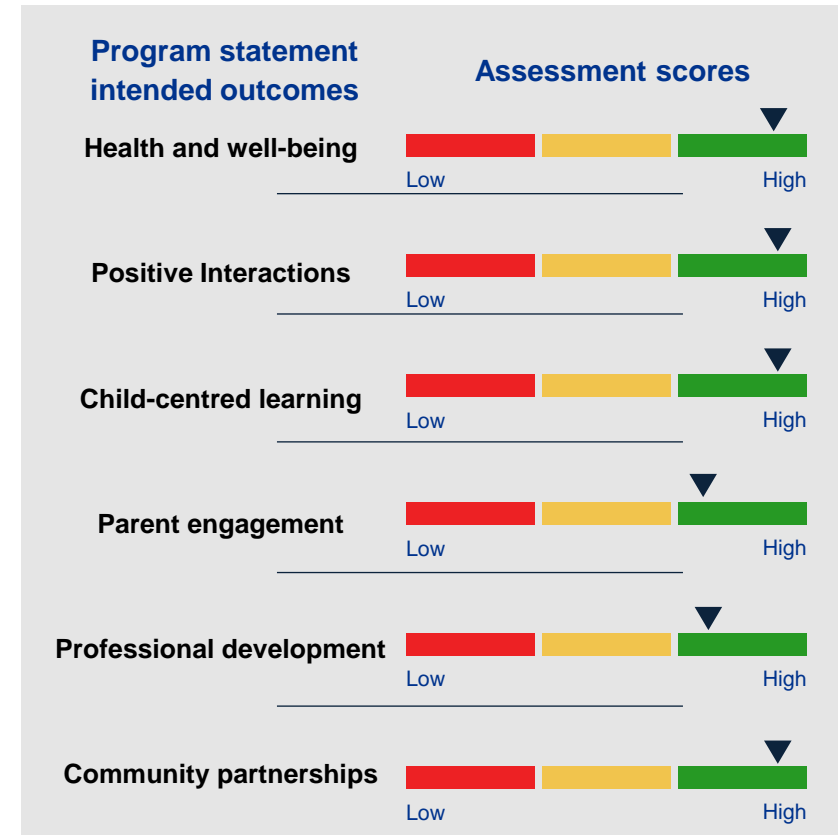 Program statement
intended outcomes
Assessment scores
Health and well-being
Low High
Positive Interactions
Low High
Child-centred learning
Low High
Parent engagement
Low High
Professional development
Low High
Community partnerships
Low High